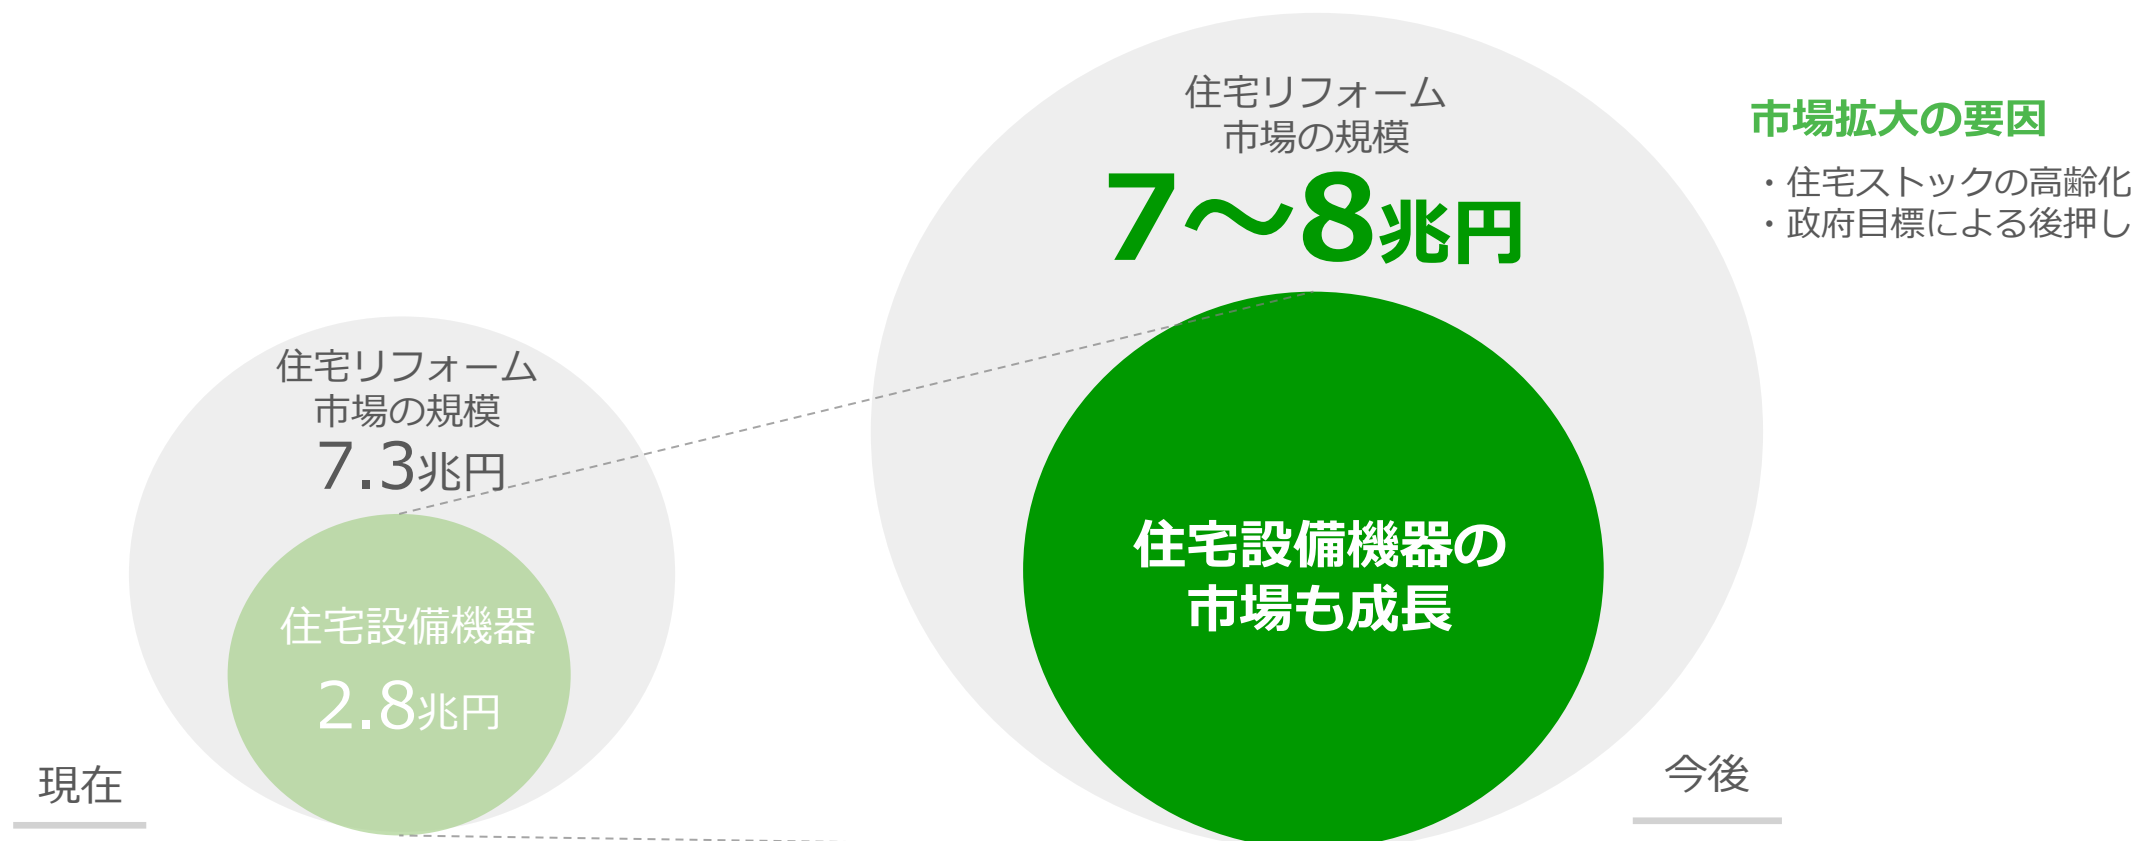 住宅リフォーム
市場の規模
7.3兆円
住宅設備機器
2.8兆円
現在
住宅リフォーム
市場の規模
7～8兆円
住宅設備機器の
市場も成長
今後
市場拡大の要因
・住宅ストックの高齢化
・政府目標による後押し